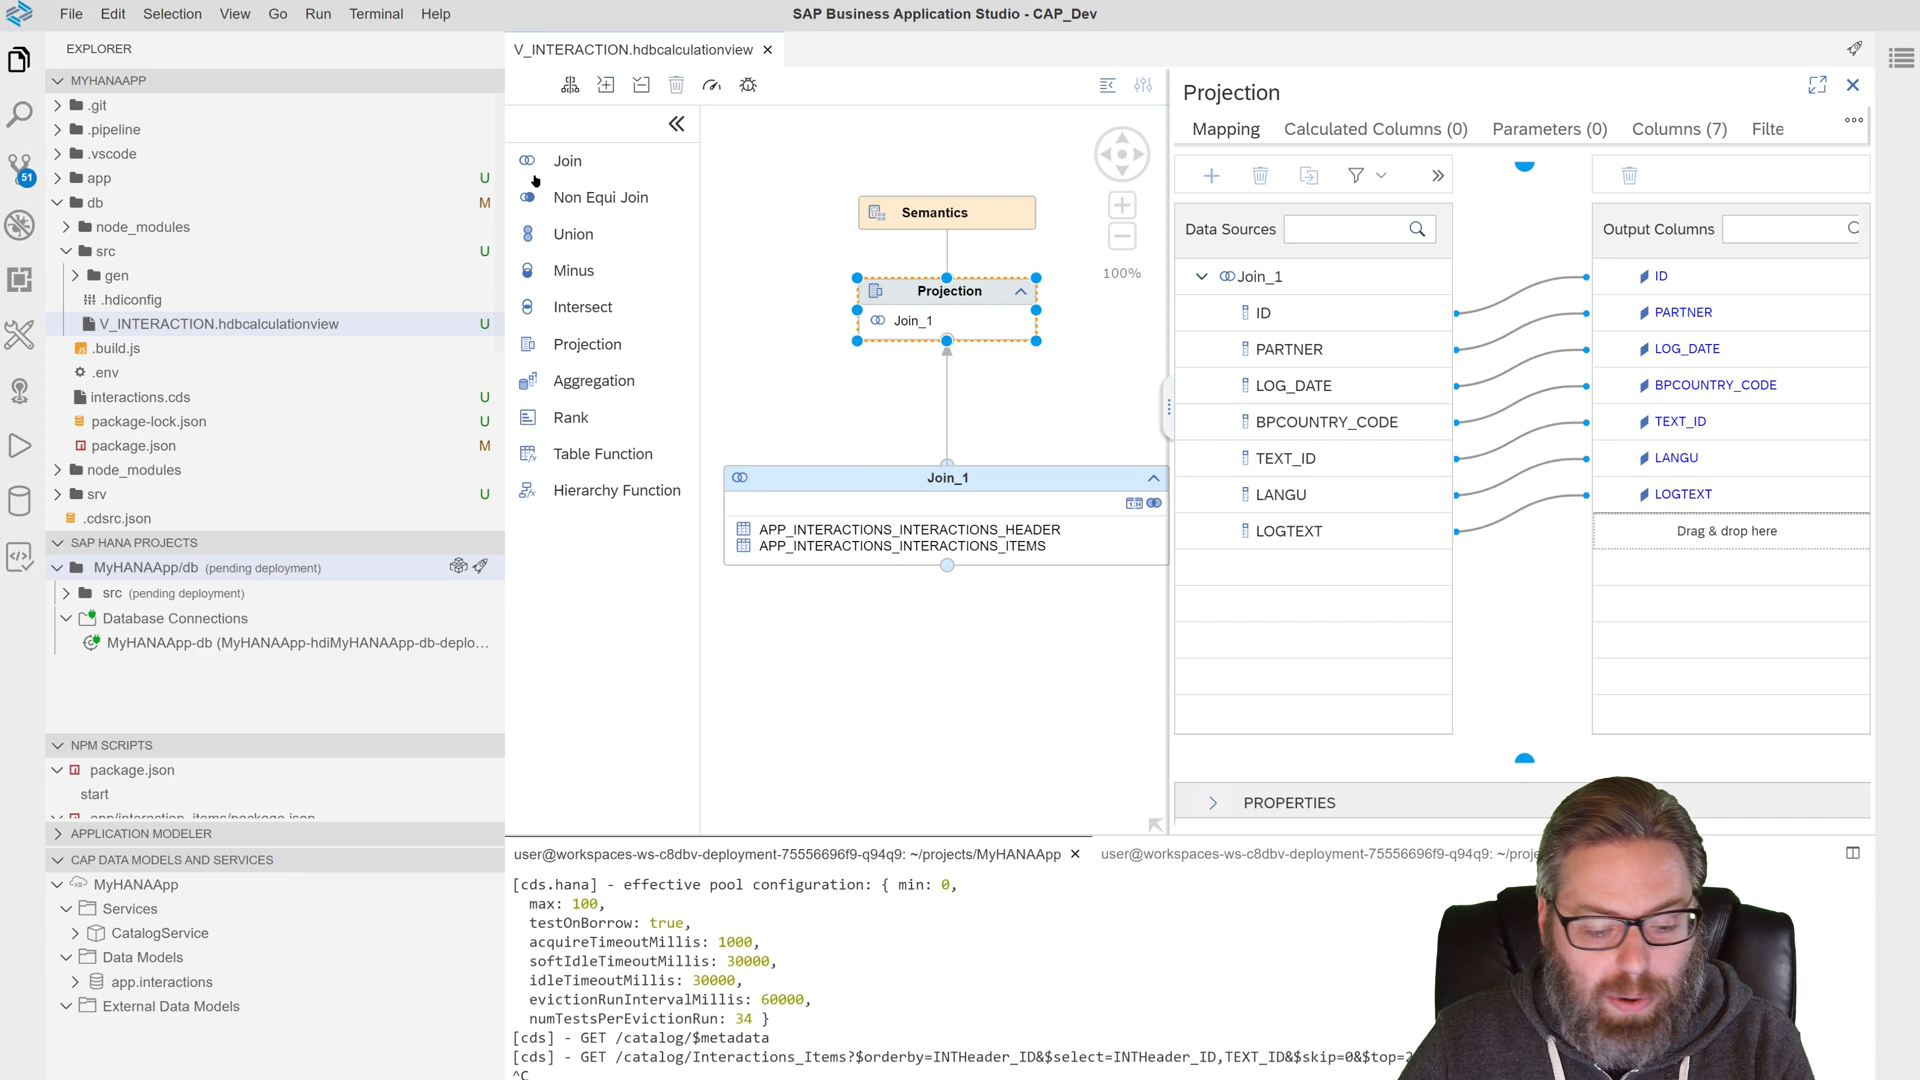 File Edit Selection View Go Run Terminal Help
SAP Business Application Studio - CAP_Dev
EXPLORER
MYHANAAPP
.git
.pipeline
.vscode
app U
db M
node_modules
src U
gen
.hdiconfig
V_INTERACTION.hdbcalculationview U
.build.js
.env
interactions.cds U
package-lock.json U
package.json M
node_modules
srv U
.cdsrc.json
51
SAP HANA PROJECTS
MyHANAApp/db (pending deployment)
src (pending deployment)
Database Connections
MyHANAApp-db (MyHANAApp-hdiMyHANAApp-db-deplo...
NPM SCRIPTS
package.json
start
app/interaction_items/package.json
APPLICATION MODELER
CAP DATA MODELS AND SERVICES
MyHANAApp
Services
CatalogService
Data Models
app.interactions
External Data Models
V_INTERACTION.hdbcalculationview
Join
Non Equi Join
Union
Minus
Intersect
Projection
Aggregation
Rank
Table Function
Hierarchy Function
Semantics
Projection
Join_1
Join_1
APP_INTERACTIONS_INTERACTIONS_HEADER
APP_INTERACTIONS_INTERACTIONS_ITEMS
100%
Projection
Mapping Calculated Columns (0) Parameters (0) Columns (7) Filte
Data Sources
Join_1
ID
PARTNER
LOG_DATE
BPCOUNTRY_CODE
TEXT_ID
LANGU
LOGTEXT
Output Columns
ID
PARTNER
LOG_DATE
BPCOUNTRY_CODE
TEXT_ID
LANGU
LOGTEXT
Drag & drop here
PROPERTIES
user@workspaces-ws-c8dbv-deployment-75556696f9-q94q9: ~/projects/MyHANAApp
user@workspaces-ws-c8dbv-deployment-75556696f9-q94q9: ~/proje
[cds.hana] - effective pool configuration: { min: 0,
max: 100,
testOnBorrow: true,
acquireTimeoutMillis: 1000,
softIdleTimeoutMillis: 30000,
idleTimeoutMillis: 30000,
evictionRunIntervalMillis: 60000,
numTestsPerEvictionRun: 34 }
[cds] - GET /catalog/$metadata
[cds] - GET /catalog/Interactions_Items?$orderby=INTHeader_ID&$select=INTHeader_ID,TEXT_ID&$skip=0&$top=2
^C